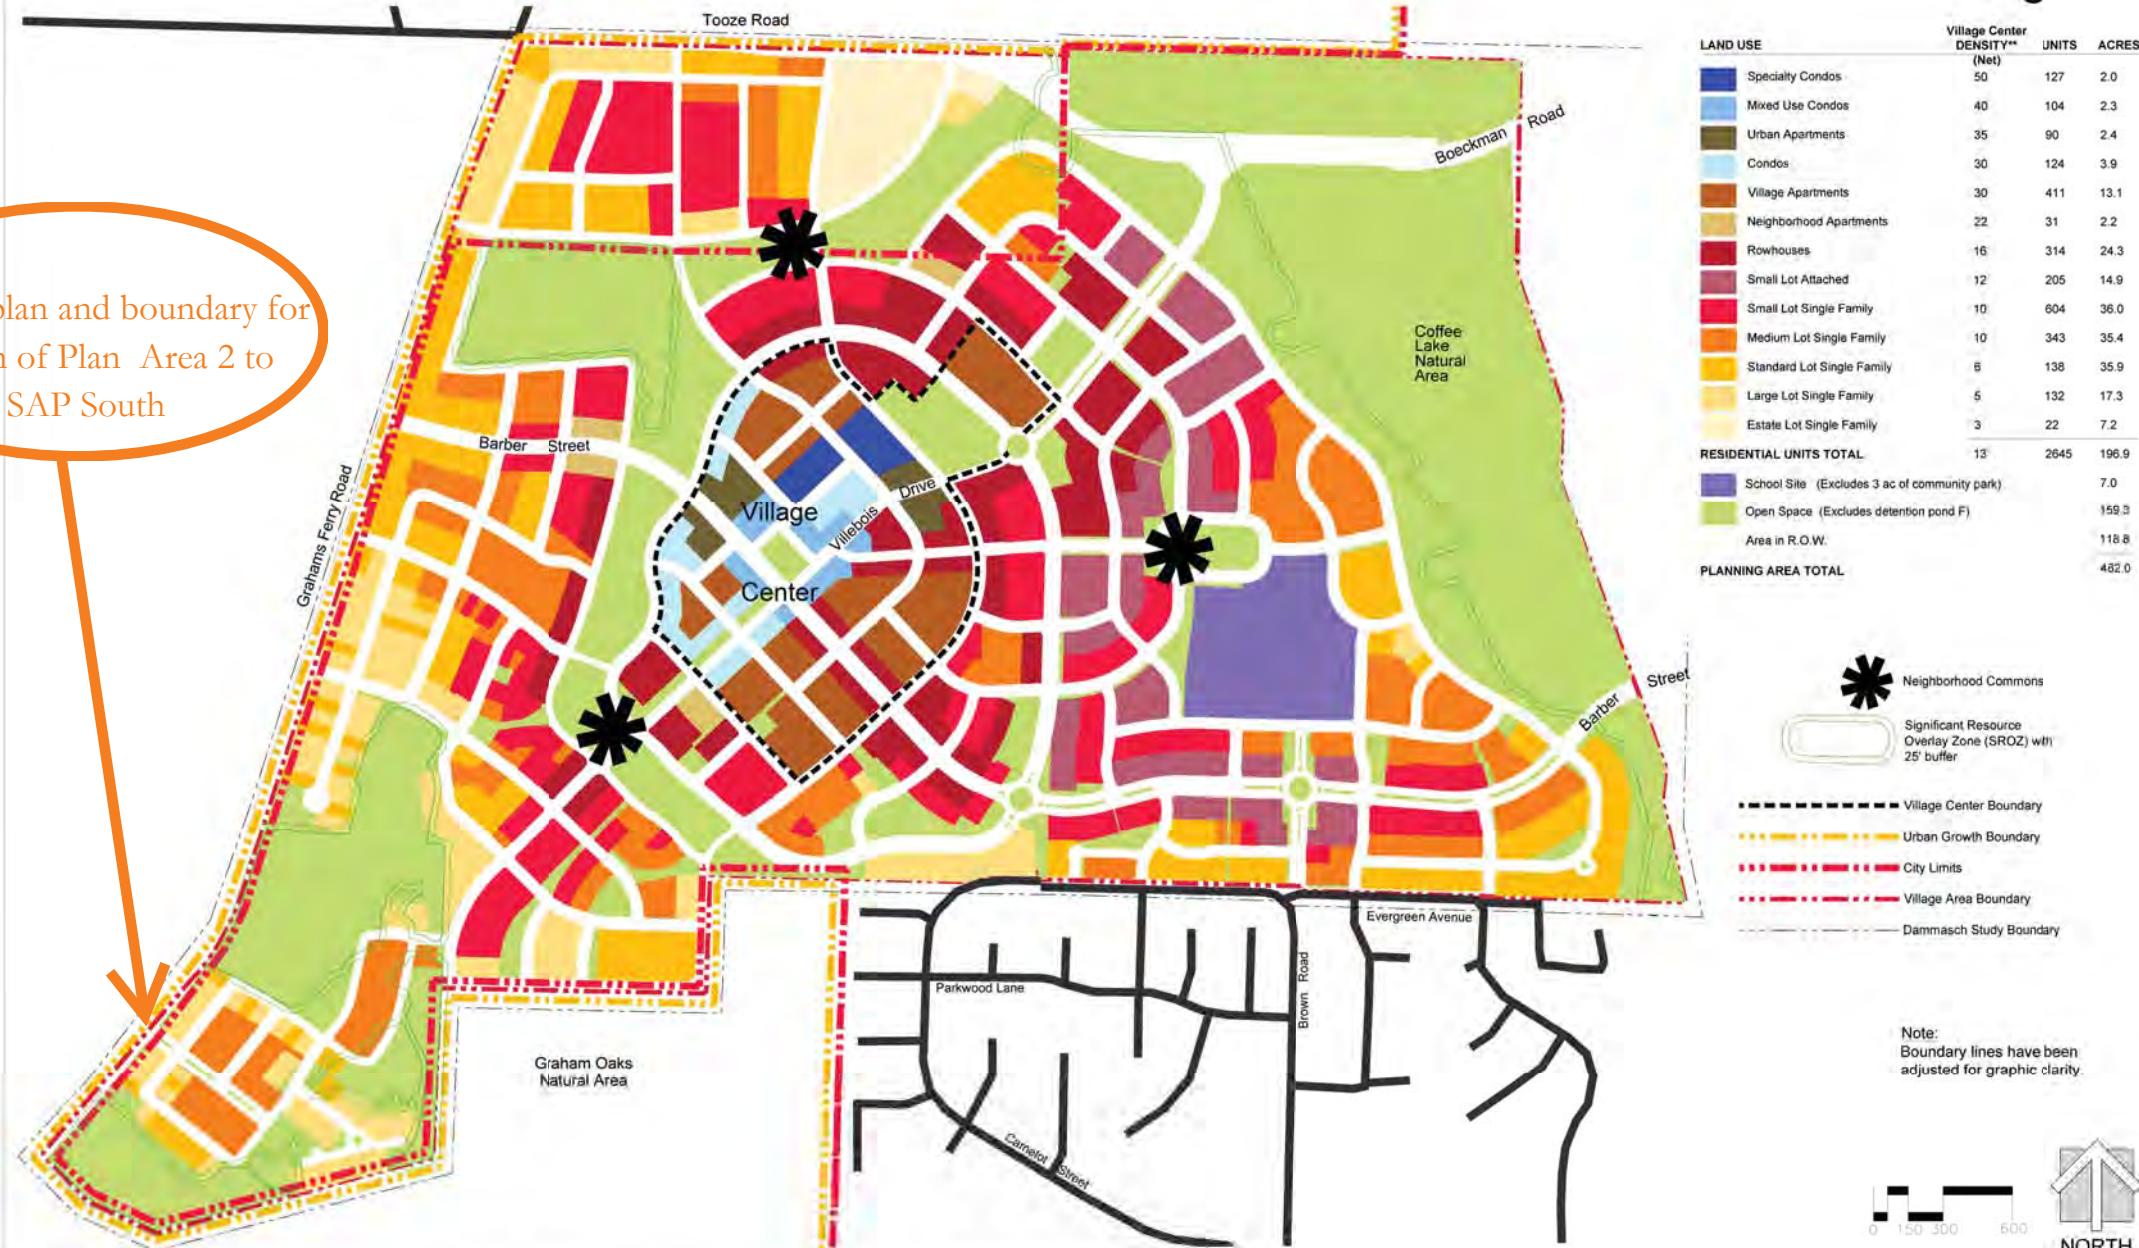 Tooze Road
Boeckman Road
plan and boundary for
of Plan Area 2 to
SAP South
Grahams Ferry Road
Barber Street
Village
Center
Villebois Drive
Coffee
Lake
Natural
Area
Barber Street
Evergreen Avenue
Parkwood Lane
Brown Road
Camelot Street
Graham Oaks
Natural Area
LAND USE Village Center DENSITY** (Net) UNITS ACRES
Specialty Condos 50 127 2.0
Mixed Use Condos 40 104 2.3
Urban Apartments 35 90 2.4
Condos 30 124 3.9
Village Apartments 30 411 13.1
Neighborhood Apartments 22 31 2.2
Rowhouses 16 314 24.3
Small Lot Attached 12 205 14.9
Small Lot Single Family 10 604 36.0
Medium Lot Single Family 10 343 35.4
Standard Lot Single Family 6 138 35.9
Large Lot Single Family 5 132 17.3
Estate Lot Single Family 3 22 7.2
RESIDENTIAL UNITS TOTAL 13 2645 196.9
School Site (Excludes 3 ac of community park) 7.0
Open Space (Excludes detention pond F) 159.3
Area in R.O.W. 118.8
PLANNING AREA TOTAL 482.0
Neighborhood Commons
Significant Resource
Overlay Zone (SROZ) with
25' buffer
Village Center Boundary
Urban Growth Boundary
City Limits
Village Area Boundary
Dammasch Study Boundary
Note:
Boundary lines have been
adjusted for graphic clarity.
0 150 300 600
NORTH